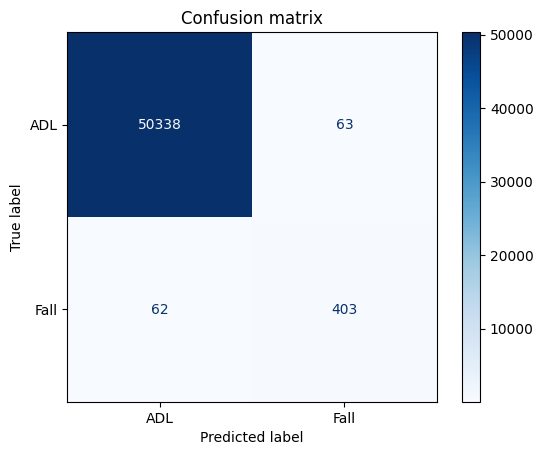 Confusion matrix
50000
40000
30000
20000
10000
True label
ADL
50338
63
Fall
62
403
ADL
Fall
Predicted label